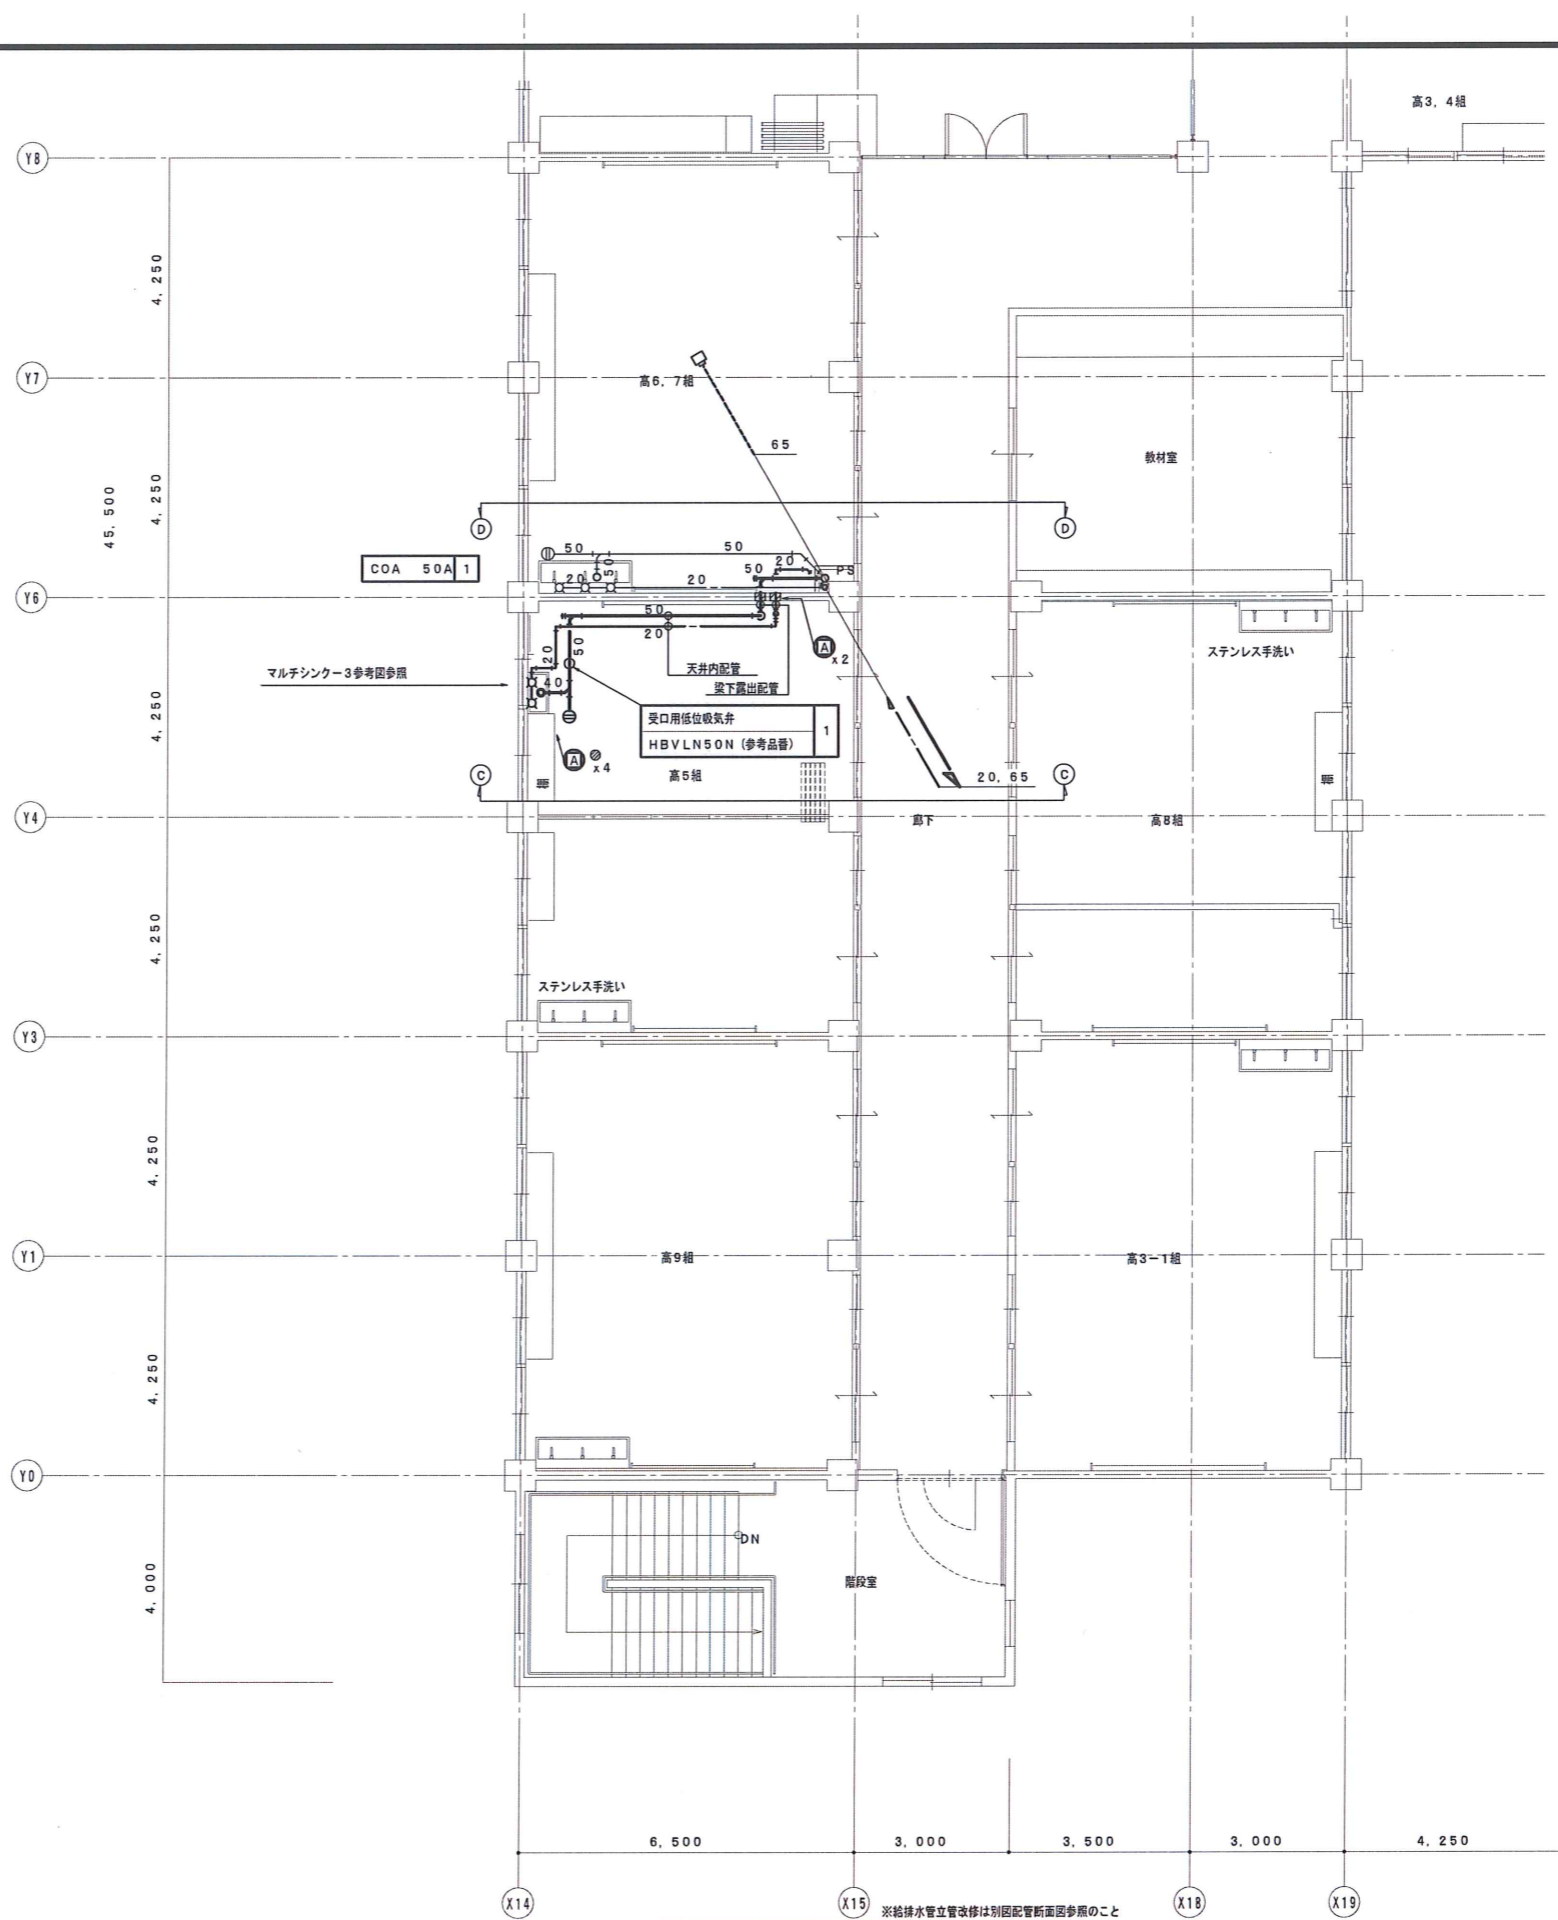 高3, 4組
Y8
4, 250
Y7
高6, 7組
65
教材室
4, 250
45, 500
D
D
COA 50A 1
50
50
50
20
50
PS
20
20
Y6
50
20
A
x2
ステンレス手洗い
20
50
40
マルチシンクー3参考図参照
天井内配管
梁下露出配管
4, 250
受口用低位吸気弁
HBVLN50N (参考品番)
1
A
x4
C
高5組
棚
20, 65
C
棚
Y4
廊下
高8組
4, 250
ステンレス手洗い
Y3
4, 250
Y1
高9組
高3-1組
4, 250
Y0
DN
階段室
4, 000
6, 500
3, 000
3, 500
3, 000
4, 250
X14
X15
X18
X19
※給排水管立管改修は別図配管断面図参照のこと